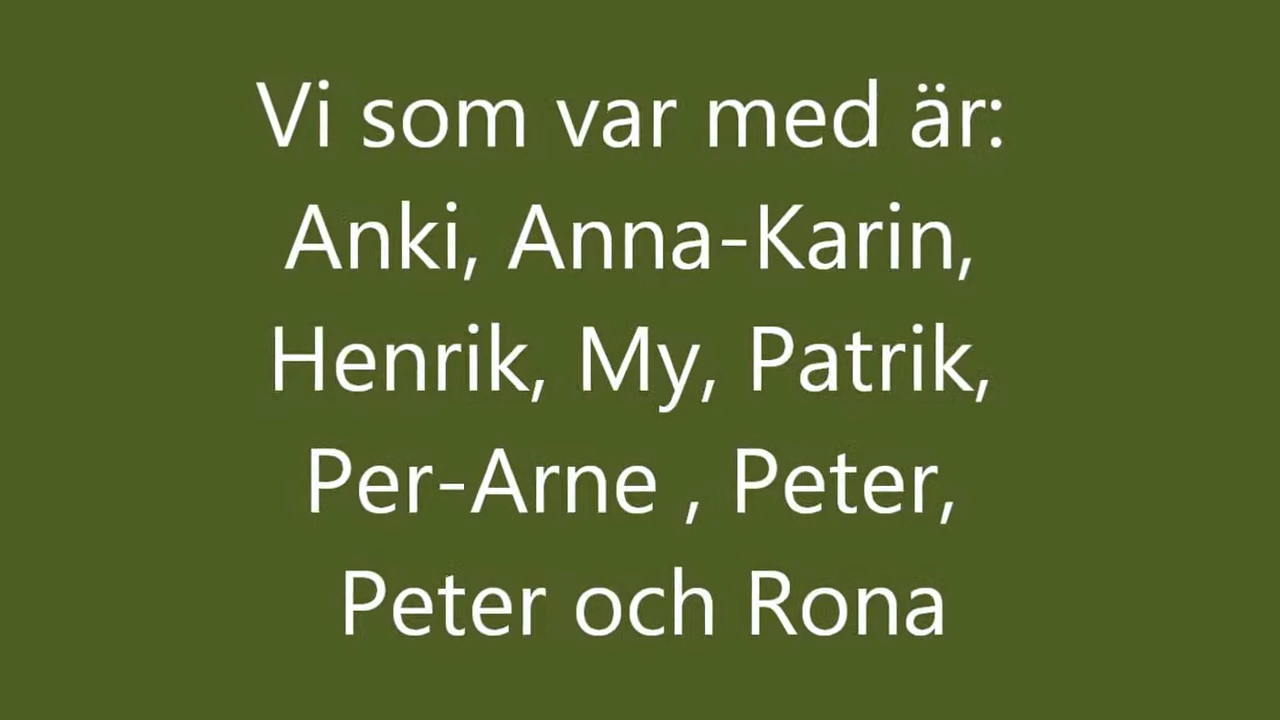 Vi som var med är:
Anki, Anna-Karin,
Henrik, My, Patrik,
Per-Arne , Peter,
Peter och Rona